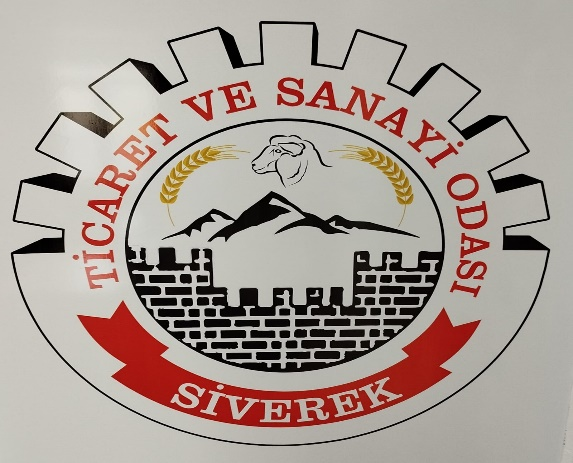 TİCARET VE SANAYİ ODASI
SİVEREK